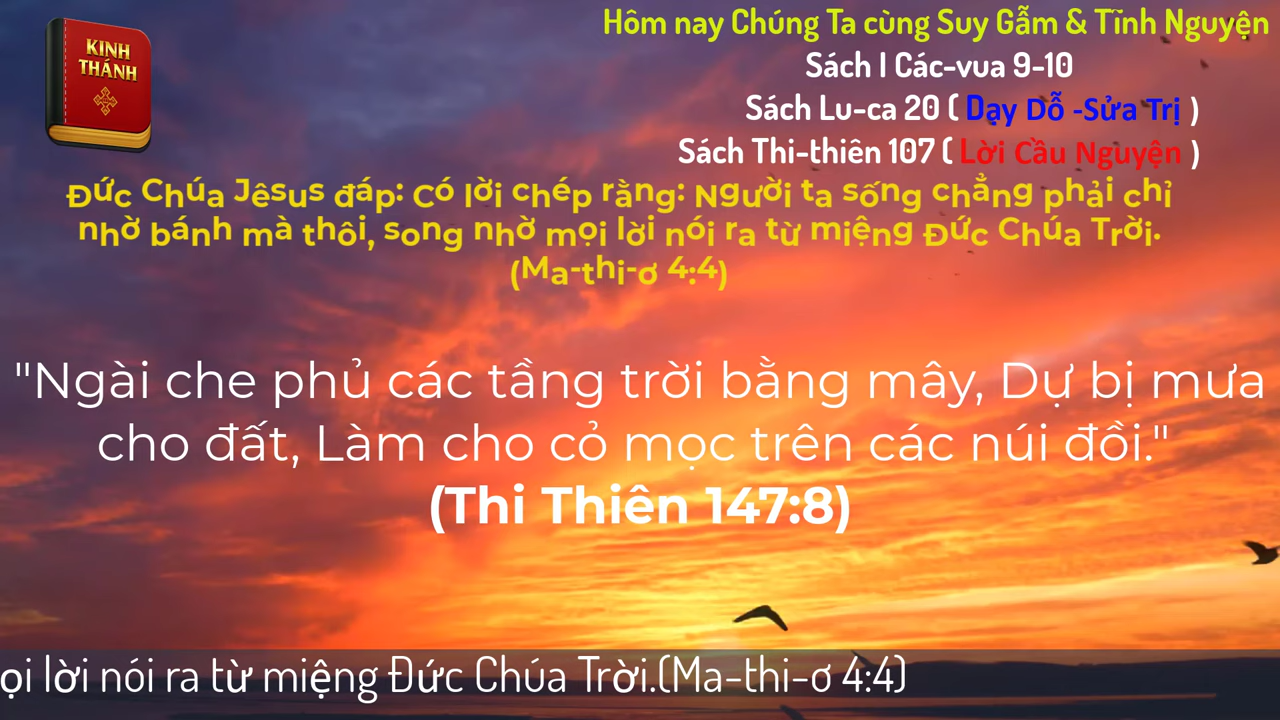 KINH
THÁNH
Hôm nay Chúng Ta cùng Suy Gẫm & Tĩnh Nguyện
Sách I Các-vua 9-10
Sách Lu-ca 20 ( Dạy Dỗ -Sửa Trị )
Sách Thi-thiên 107 ( Lời Cầu Nguyện )
Đức Chúa Jêsus đáp: Có lời chép rằng: Người ta sống chẳng phải chỉ
nhờ bánh mà thôi, song nhờ mọi lời nói ra từ miệng Đức Chúa Trời.
(Ma-thi-ơ 4:4)
"Ngài che phủ các tầng trời bằng mây, Dự bị mưa
cho đất, Làm cho cỏ mọc trên các núi đồi."
(Thi Thiên 147:8)
ọi lời nói ra từ miệng Đức Chúa Trời.(Ma-thi-ơ 4:4)